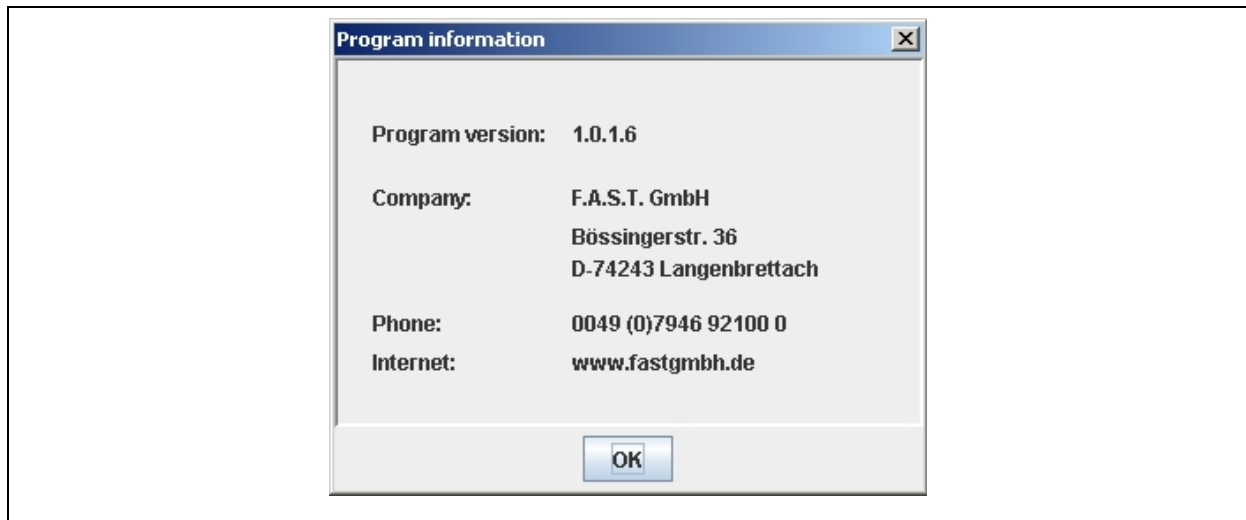 Program information
Program version: 1.0.1.6
Company: F.A.S.T. GmbH
Bössingerstr. 36
D-74243 Langenbrettach
Phone: 0049 (0)7946 92100 0
Internet: www.fastgmbh.de
OK